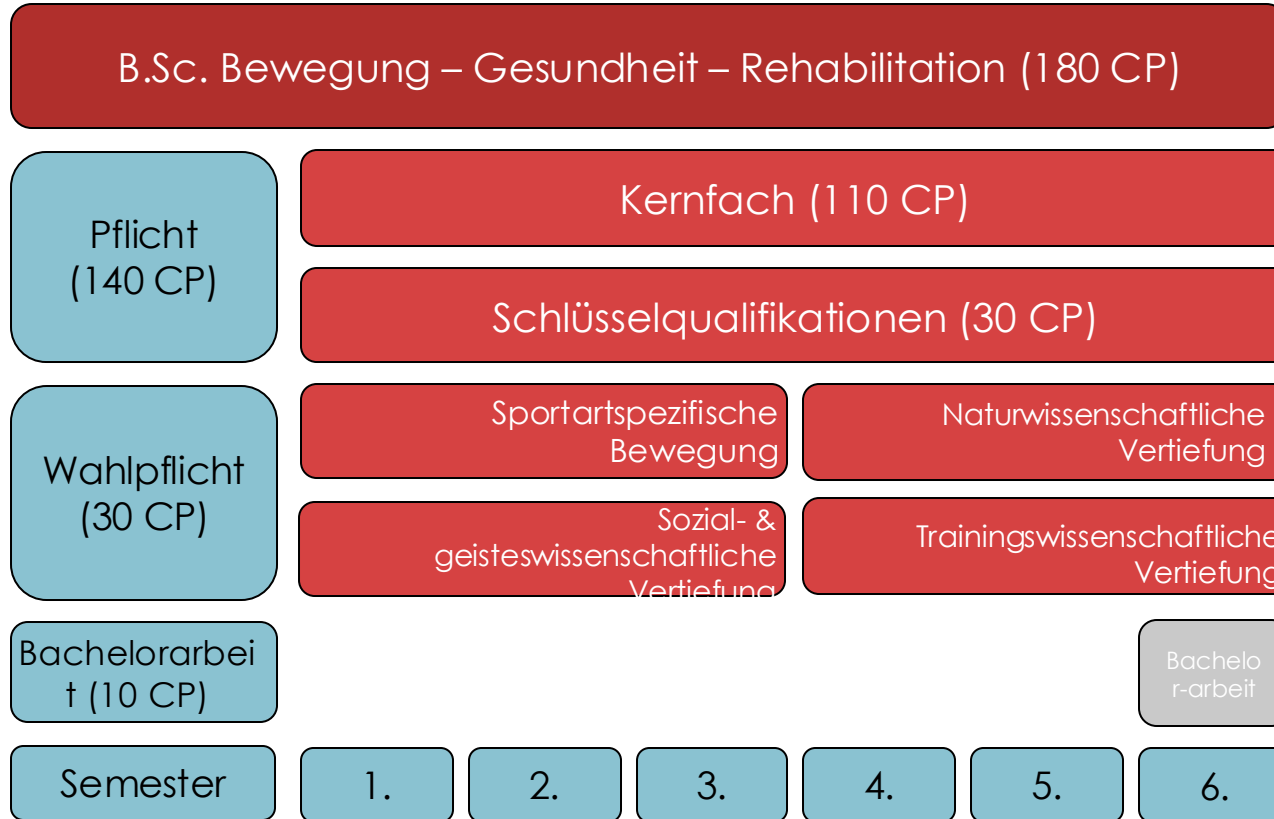 B.Sc. Bewegung – Gesundheit – Rehabilitation (180 CP)
Pflicht
(140 CP)
Kernfach (110 CP)
Schlüsselqualifikationen (30 CP)
Wahlpflicht
(30 CP)
Sportartspezifische
Bewegung
Naturwissenschaftliche
Vertiefung
Sozial- &
geisteswissenschaftliche
Vertiefung
Trainingswissenschaftliche
Vertiefung
Bachelorarbei
t (10 CP)
Bachelo
r-arbeit
Semester
1.
2.
3.
4.
5.
6.